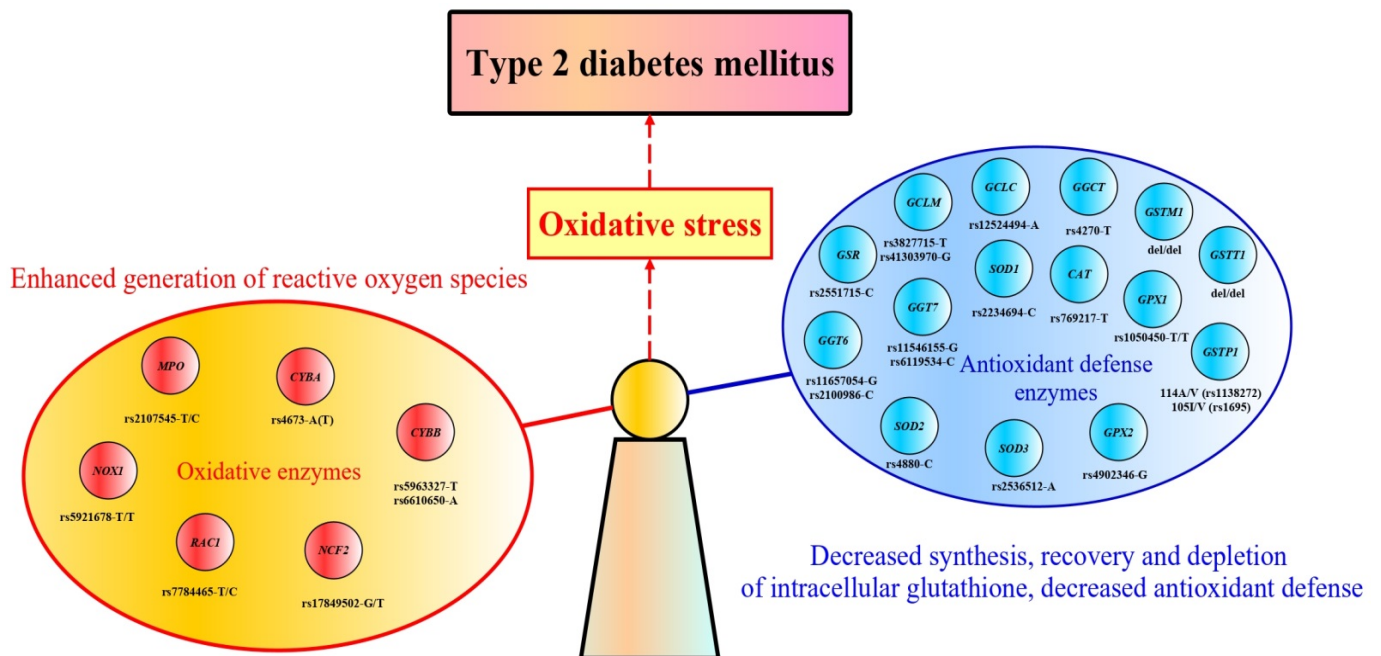 Type 2 diabetes mellitus
Oxidative stress
Enhanced generation of reactive oxygen species
MPO
rs2107545-T/C
CYBA
rs4673-A(T)
CYBB
rs5963327-T
rs6610650-A
NOX1
rs5921678-T/T
Oxidative enzymes
RAC1
rs7784465-T/C
NCF2
rs17849502-G/T
GCLM
rs3827715-T
rs41303970-G
GCLC
rs12524494-A
GGCT
rs4270-T
GSTM1
del/del
GSTT1
del/del
GSR
rs2551715-C
GGT7
rs11546155-G
rs6119534-C
SOD1
rs2234694-C
CAT
rs769217-T
GPX1
rs1050450-T/T
GSTP1
114A/V (rs1138272)
105I/V (rs1695)
GGT6
rs11657054-G
rs2100986-C
Antioxidant defense
enzymes
SOD2
rs4880-C
SOD3
rs2536512-A
GPX2
rs4902346-G
Decreased synthesis, recovery and depletion
of intracellular glutathione, decreased antioxidant defense